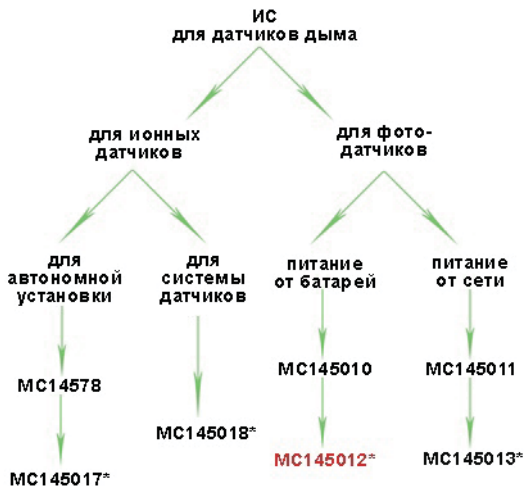 ИС
для датчиков дыма
для ионных
датчиков
для фото-
датчиков
для
автономной
установки
для
системы
датчиков
питание
от батарей
питание
от сети
MC14578
MC145010
MC145011
MC145017*
MC145018*
MC145012*
MC145013*